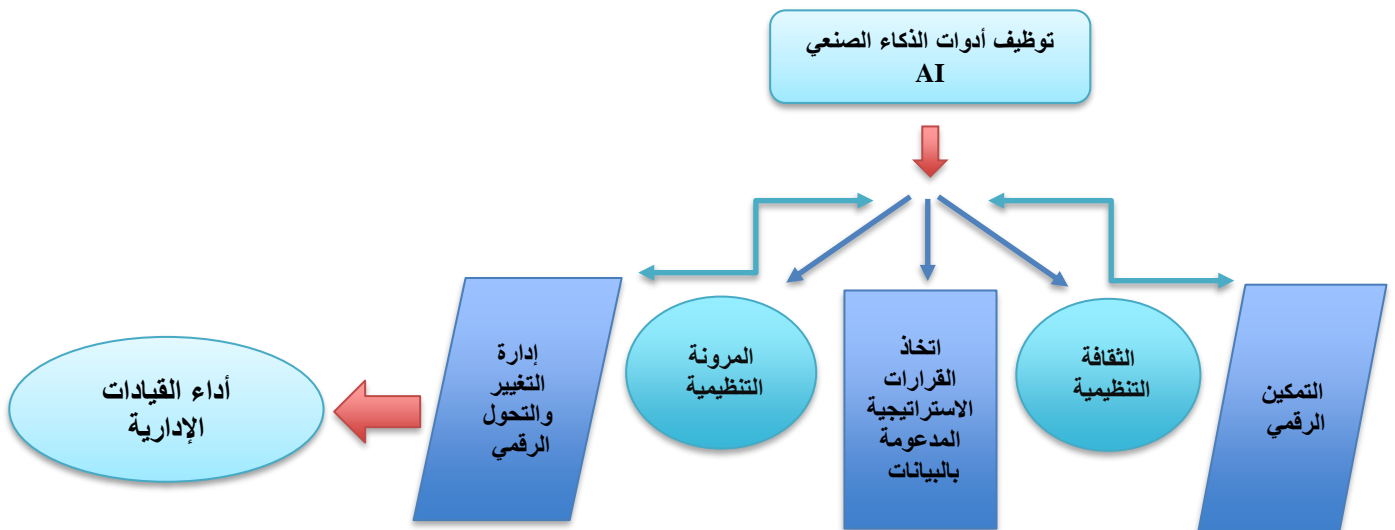 توظيف أدوات الذكاء الصنعي
AI
التمكين
الرقمي
الثقافة
التنظيمية
اتخاذ
القرارات
الاستراتيجية
المدعومة
بالبيانات
المرونة
التنظيمية
إدارة
التغيير
والتحول
الرقمي
أداء القيادات
الإدارية